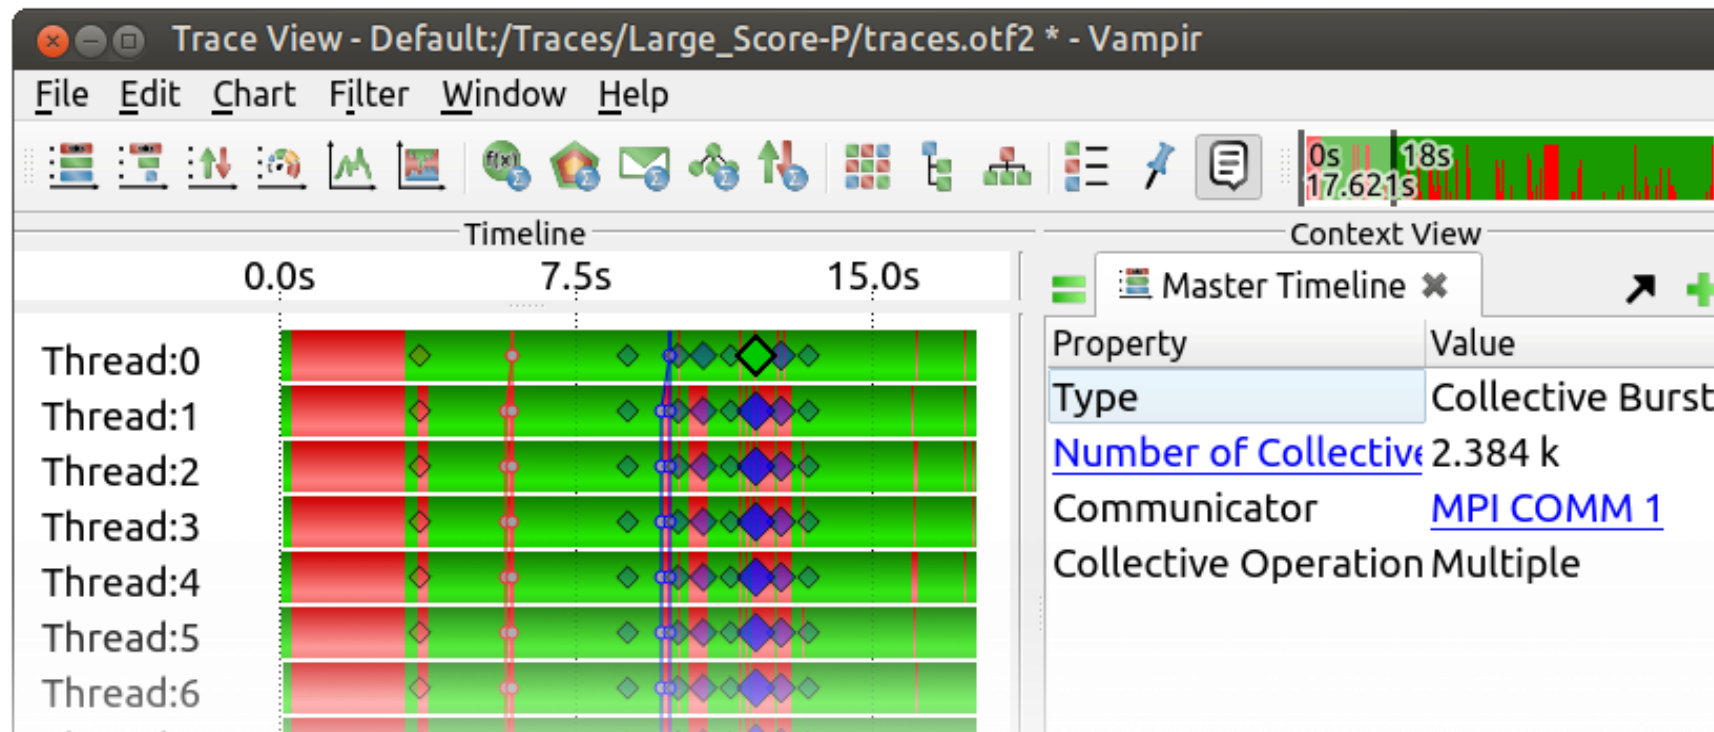 Trace View - Default:/Traces/Large_Score-P/traces.otf2 * - Vampir
File Edit Chart Filter Window Help
f(x) Σ Σ Σ Σ Σ
0s 18s
17.621s
Timeline
Context View
0.0s 7.5s 15.0s
Master Timeline
Property Value
Thread:0
Thread:1
Thread:2
Thread:3
Thread:4
Thread:5
Thread:6
Type Collective Burst
Number of Collective 2.384 k
Communicator MPI COMM 1
Collective Operation Multiple